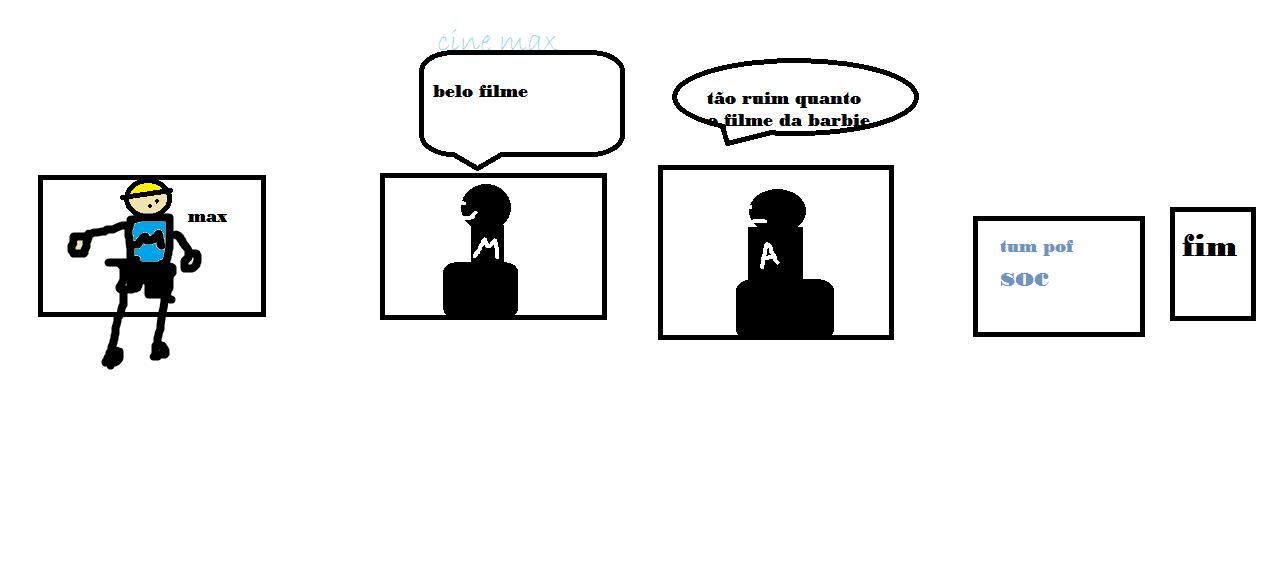 cine max
belo filme
tão ruim quanto
o filme da barbie
max
M
M
A
tum pof
soc
fim